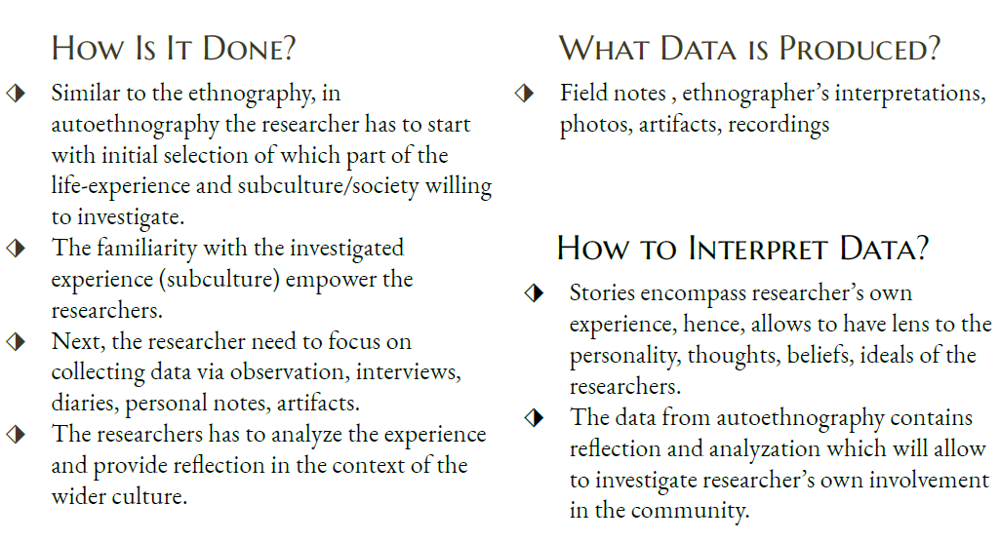 How Is It Done?
Similar to the ethnography, in
autoethnography the researcher has to start
with initial selection of which part of the
life-experience and subculture/society willing
to investigate.
The familiarity with the investigated
experience (subculture) empower the
researchers.
Next, the researcher need to focus on
collecting data via observation, interviews,
diaries, personal notes, artifacts.
The researchers has to analyze the experience
and provide reflection in the context of the
wider culture.
What Data is Produced?
Field notes , ethnographer’s interpretations,
photos, artifacts, recordings
How to Interpret Data?
Stories encompass researcher’s own
experience, hence, allows to have lens to the
personality, thoughts, beliefs, ideals of the
researchers.
The data from autoethnography contains
reflection and analyzation which will allow
to investigate researcher’s own involvement
in the community.